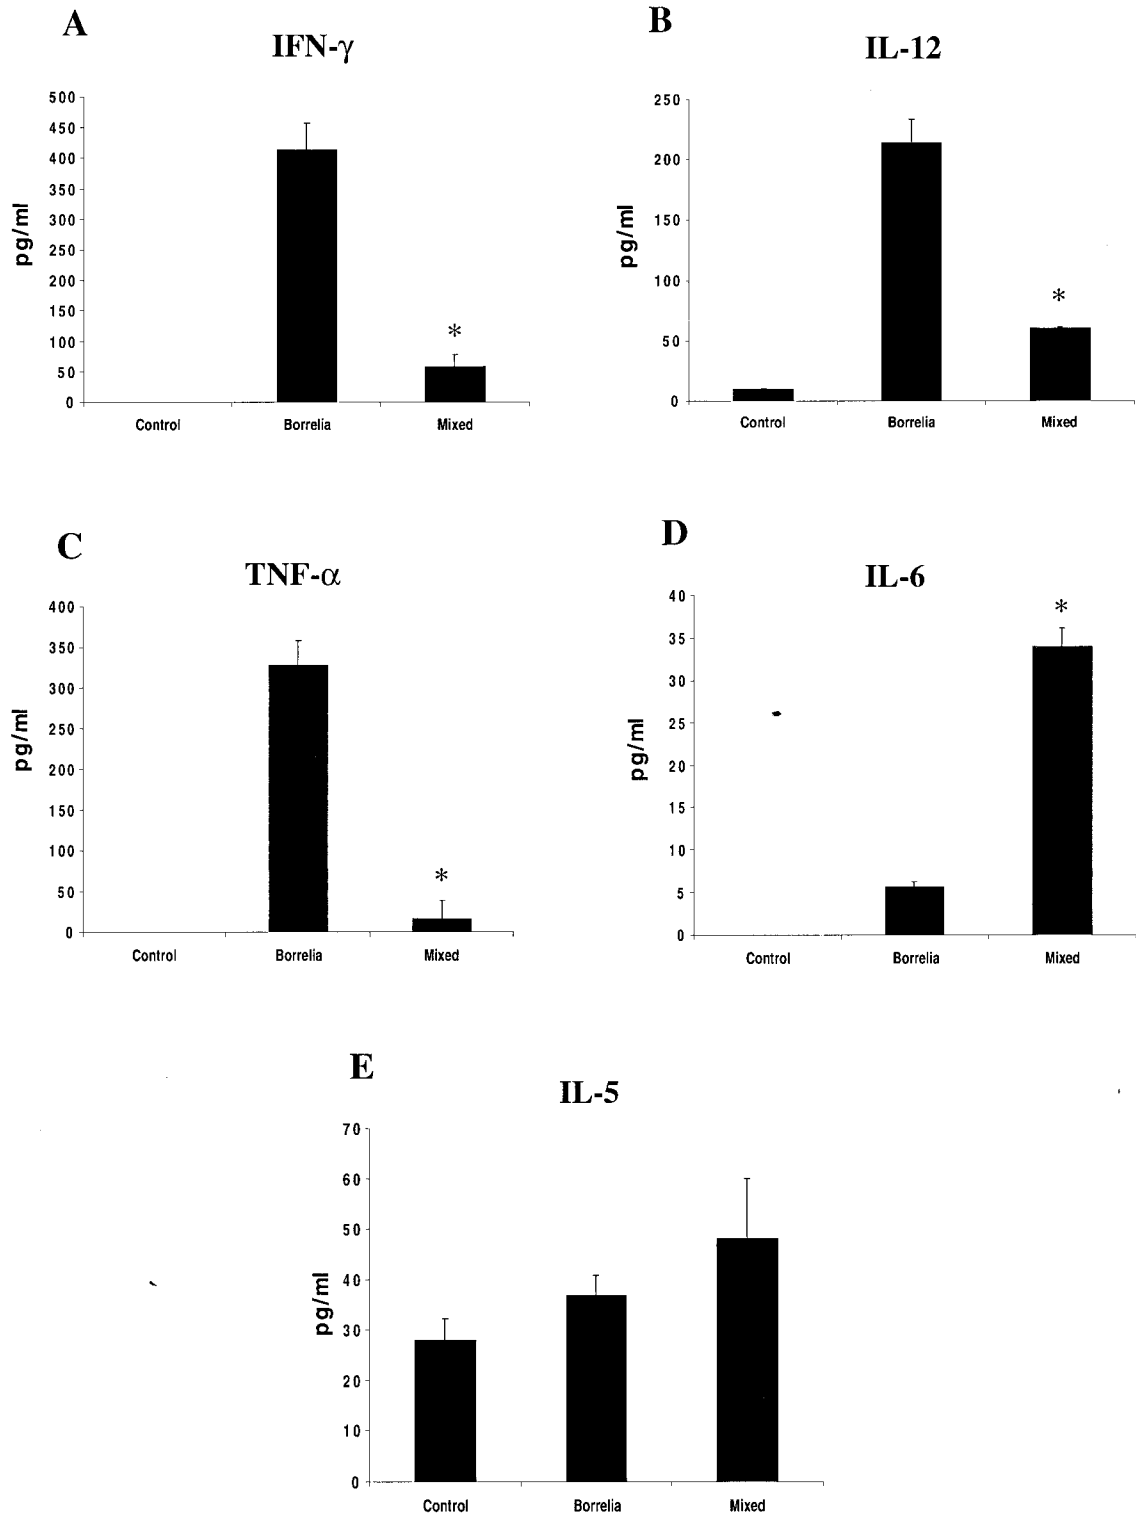 A
IFN-γ
500
450
400
350
300
250
200
150
100
50
0
pg/ml
*
Control Borrelia Mixed
B
IL-12
250
200
150
100
50
0
pg/ml
*
Control Borrelia Mixed
C
TNF-α
400
350
300
250
200
150
100
50
0
pg/ml
*
Control Borrelia Mixed
D
IL-6
40
35
30
25
20
15
10
5
0
pg/ml
*
Control Borrelia Mixed
E
IL-5
70
60
50
40
30
20
10
0
pg/ml
Control Borrelia Mixed